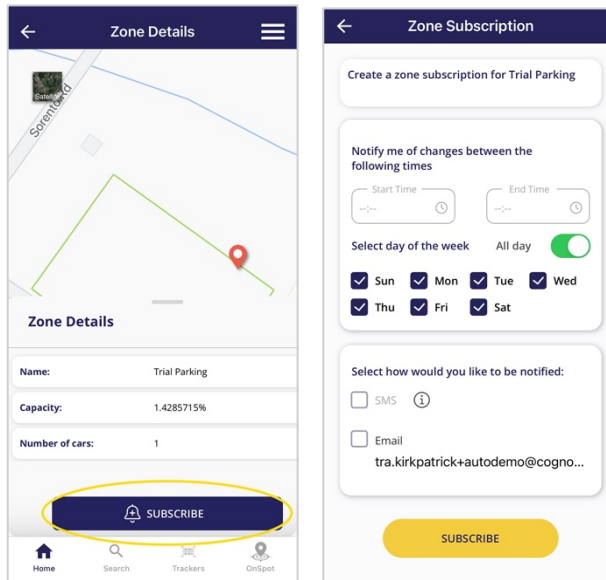 Zone Details
Satellite
Sorento Rd
Zone Details
Name: Trial Parking
Capacity: 1.4285715%
Number of cars: 1
SUBSCRIBE
Home Search Trackers OnSpot
Zone Subscription
Create a zone subscription for Trial Parking
Notify me of changes between the
following times
Start Time End Time
--:-- --:--
Select day of the week All day
Sun Mon Tue Wed
Thu Fri Sat
Select how would you like to be notified:
SMS
Email
tra.kirkpatrick+autodemo@cogno...
SUBSCRIBE